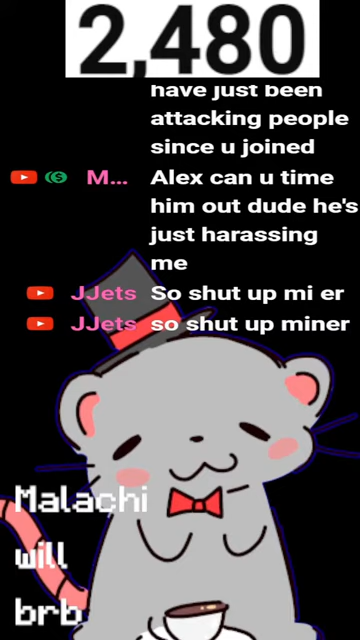 2,480
have just been
attacking people
since u joined
M... Alex can u time
him out dude he's
just harassing
me
JJets So shut up mi er
JJets so shut up miner
Malachi
will
brb